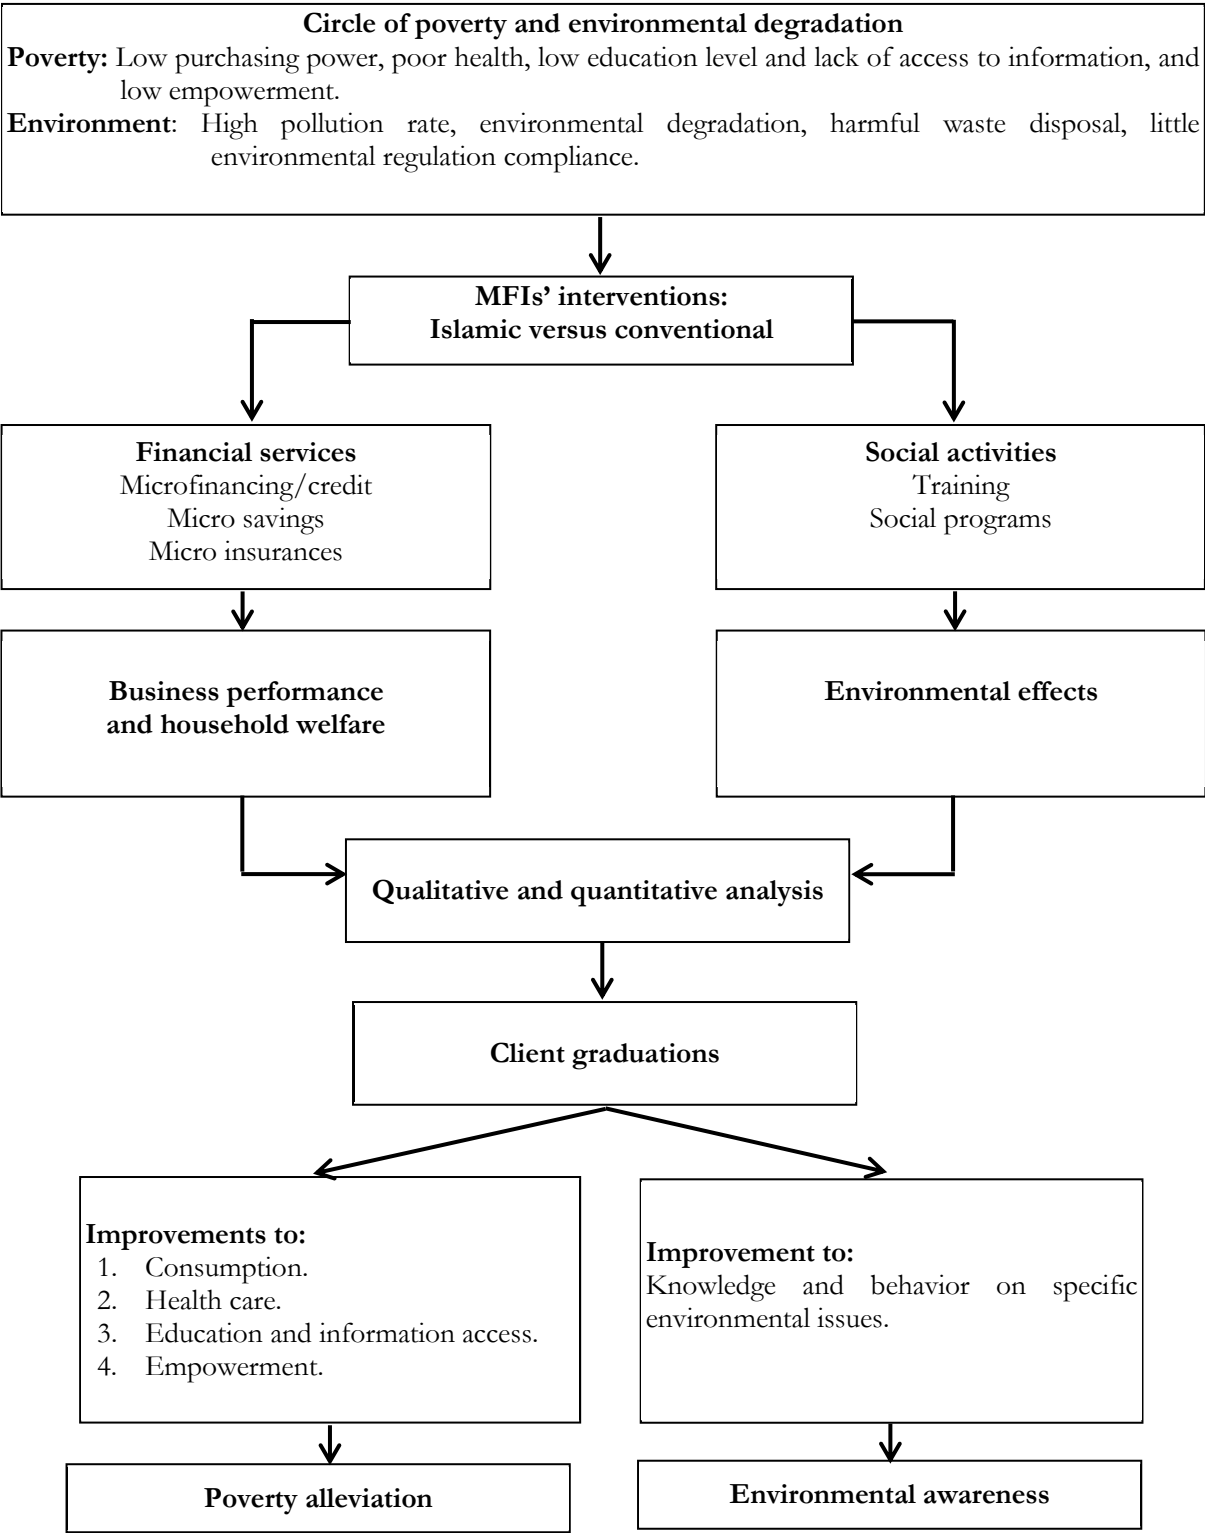 Circle of poverty and environmental degradation
Poverty: Low purchasing power, poor health, low education level and lack of access to information, and
low empowerment.
Environment: High pollution rate, environmental degradation, harmful waste disposal, little
environmental regulation compliance.
MFIs’ interventions:
Islamic versus conventional
Financial services
Microfinancing/credit
Micro savings
Micro insurances
Social activities
Training
Social programs
Business performance
and household welfare
Environmental effects
Qualitative and quantitative analysis
Client graduations
Improvements to:
1. Consumption.
2. Health care.
3. Education and information access.
4. Empowerment.
Improvement to:
Knowledge and behavior on specific
environmental issues.
Poverty alleviation
Environmental awareness